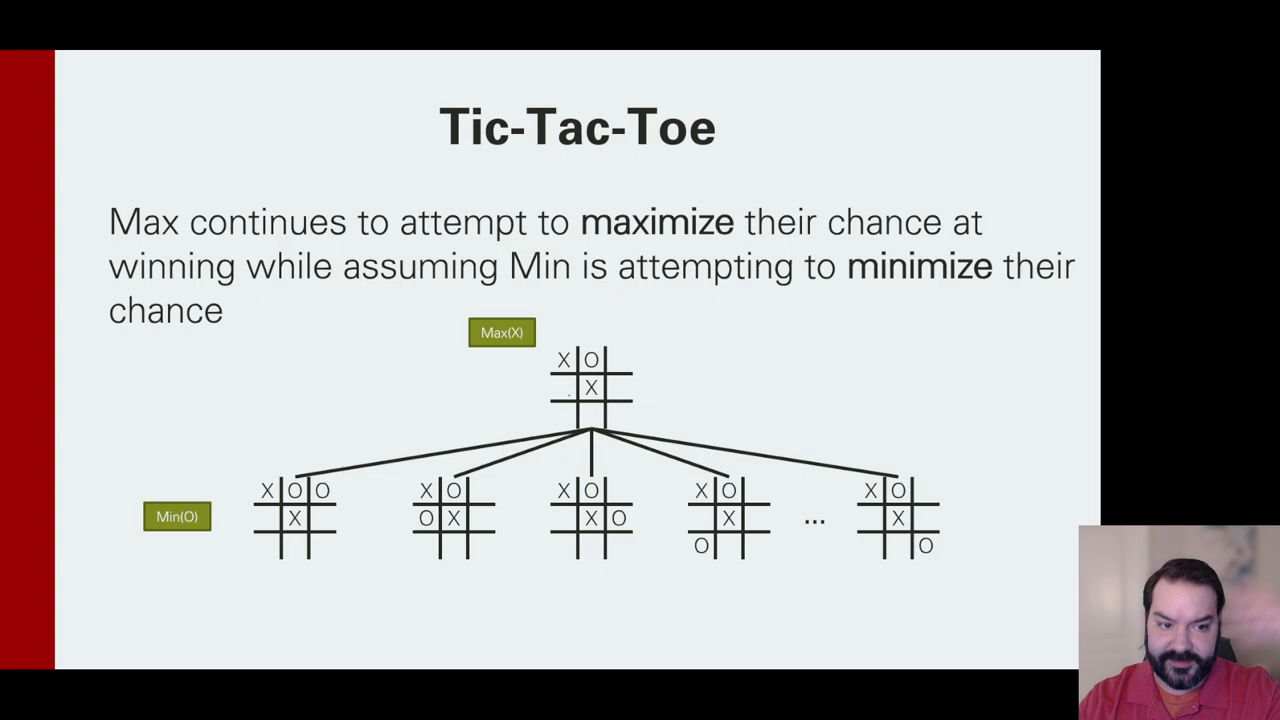 Tic-Tac-Toe
Max continues to attempt to maximize their chance at
winning while assuming Min is attempting to minimize their
chance
Max(X)
X O
X
Min(O)
X O O
X
X O
O X
X O
X O
X O
X
O
...
X O
X
O